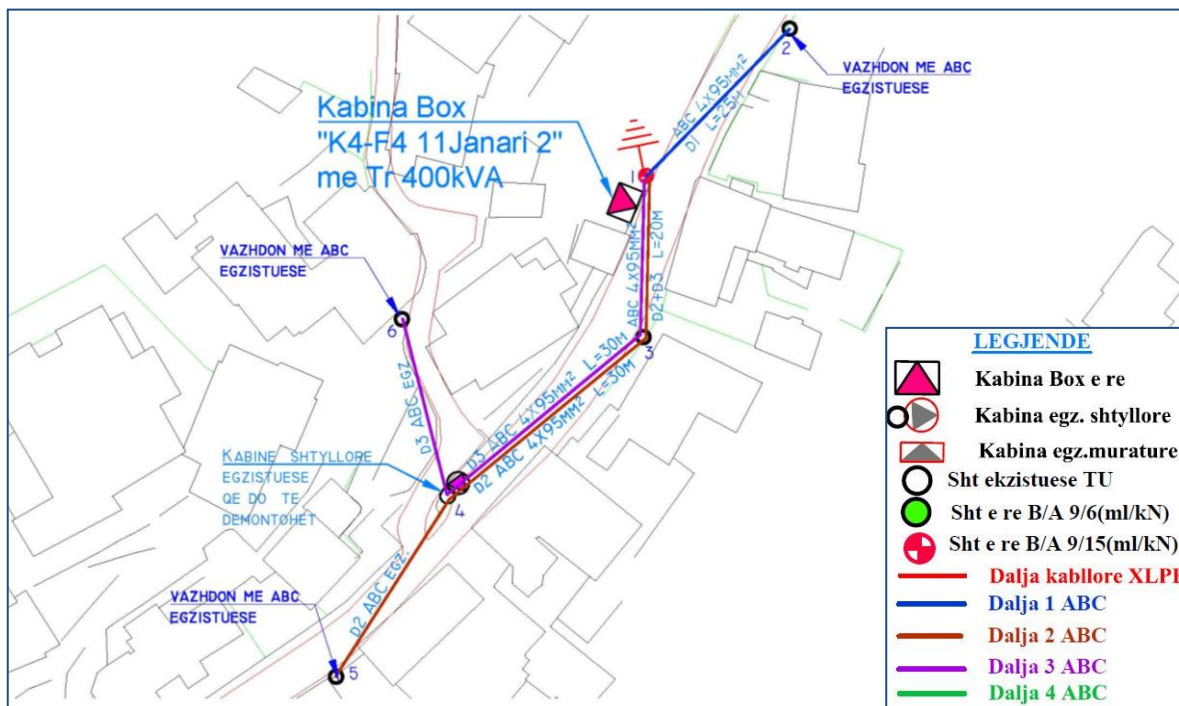 2
VAZHDON ME ABC
EGZISTUESE
ABC 4X95MM²
D1 L=25M
Kabina Box
"K4-F4 11Janari 2"
me Tr 400kVA
1
ABC 4X95MM²
D2+D3 L=20M
VAZHDON ME ABC
EGZISTUESE
6
3
D3 ABC EGZ
D3 ABC 4X95MM² L=30M
D2 ABC 4X95MM² L=30M
KABINE SHTYLLORE
EGZISTUESE
QE DO TE
DEMONTOHET
4
D2 ABC EGZ.
VAZHDON ME ABC
EGZISTUESE
5
LEGJENDE
Kabina Box e re
Kabina egz. shtyllore
Kabina egz.murature
Sht ekzistuese TU
Sht e re B/A 9/6(ml/kN)
Sht e re B/A 9/15(ml/kN)
Dalja kabllore XLPE
Dalja 1 ABC
Dalja 2 ABC
Dalja 3 ABC
Dalja 4 ABC